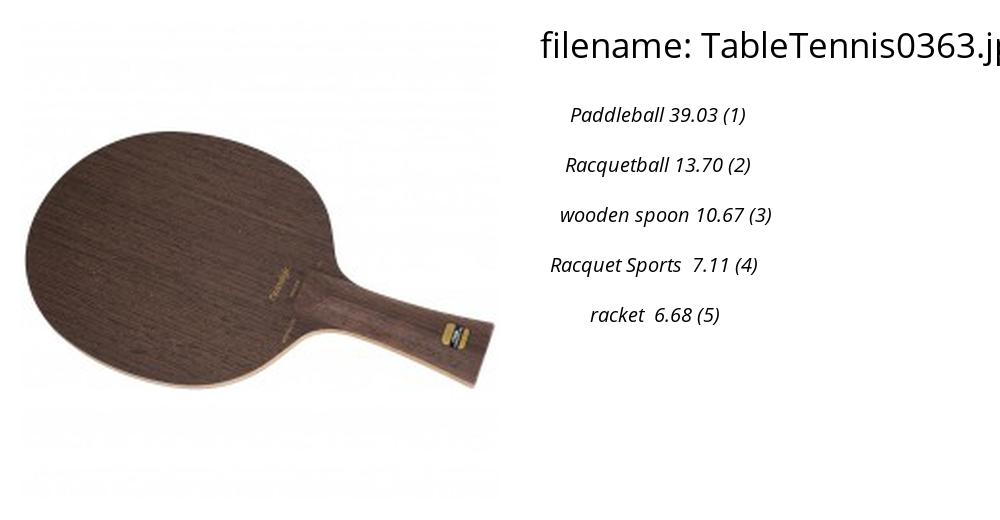 filename: TableTennis0363.jp
Paddleball 39.03 (1)
Racquetball 13.70 (2)
wooden spoon 10.67 (3)
Racquet Sports 7.11 (4)
racket 6.68 (5)